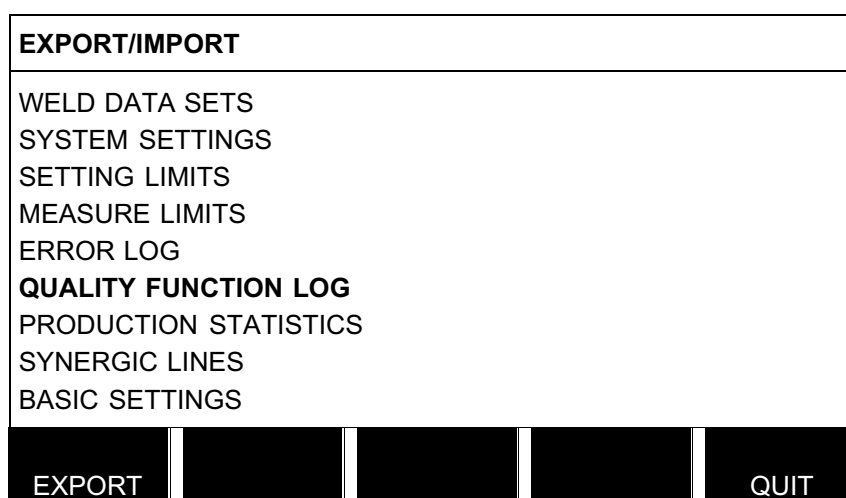 EXPORT/IMPORT
WELD DATA SETS
SYSTEM SETTINGS
SETTING LIMITS
MEASURE LIMITS
ERROR LOG
QUALITY FUNCTION LOG
PRODUCTION STATISTICS
SYNERGIC LINES
BASIC SETTINGS
EXPORT QUIT